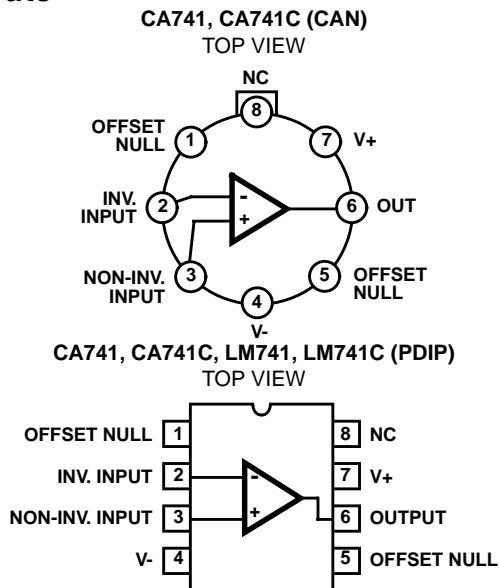 CA741, CA741C (CAN)
TOP VIEW
NC
8
OFFSET
NULL
1
7
V+
INV.
INPUT
2
-
+
6
OUT
NON-INV.
INPUT
3
5
OFFSET
NULL
4
V-
CA741, CA741C, LM741, LM741C (PDIP)
TOP VIEW
OFFSET NULL 1
8 NC
INV. INPUT 2
-
7 V+
NON-INV. INPUT 3
+
6 OUTPUT
V- 4
5 OFFSET NULL